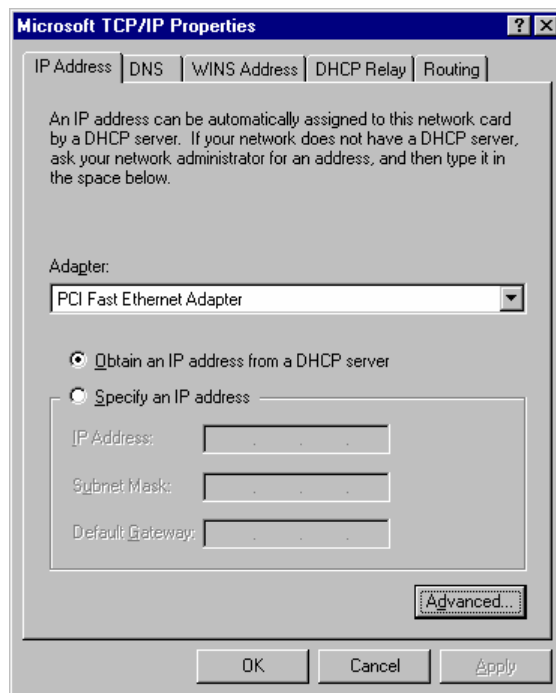 Microsoft TCP/IP Properties
IP Address DNS WINS Address DHCP Relay Routing
An IP address can be automatically assigned to this network card
by a DHCP server. If your network does not have a DHCP server,
ask your network administrator for an address, and then type it in
the space below.
Adapter:
PCI Fast Ethernet Adapter
Obtain an IP address from a DHCP server
Specify an IP address
IP Address:
Subnet Mask:
Default Gateway:
Advanced...
OK Cancel Apply